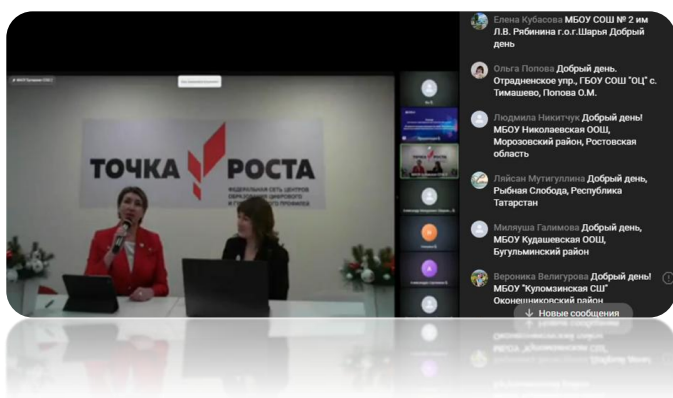 ТОЧКА РОСТА
ФЕДЕРАЛЬНАЯ СЕТЬ ЦЕНТРОВ
ОБРАЗОВАНИЯ ЦИФРОВОГО
И ГУМАНИТАРНОГО ПРОФИЛЕЙ
Елена Кубасова МБОУ СОШ № 2 им
Л.В. Рябинина г.о.г.Шарья Добрый
день
Ольга Попова Добрый день.
Отрадненское упр., ГБОУ СОШ "ОЦ" с.
Тимашево, Попова О.М.
Людмила Никитчук Добрый день!
МБОУ Николаевская ООШ,
Морозовский район, Ростовская
область
Ляйсан Мутигуллина Добрый день,
Рыбная Слобода, Республика
Татарстан
Миляуша Галимова Добрый день,
МБОУ Кудашевская ООШ,
Бугульминский район
Вероника Велигурова Добрый день!
МБОУ "Куломзинская СШ"
Оконешниковский район
Новые сообщения